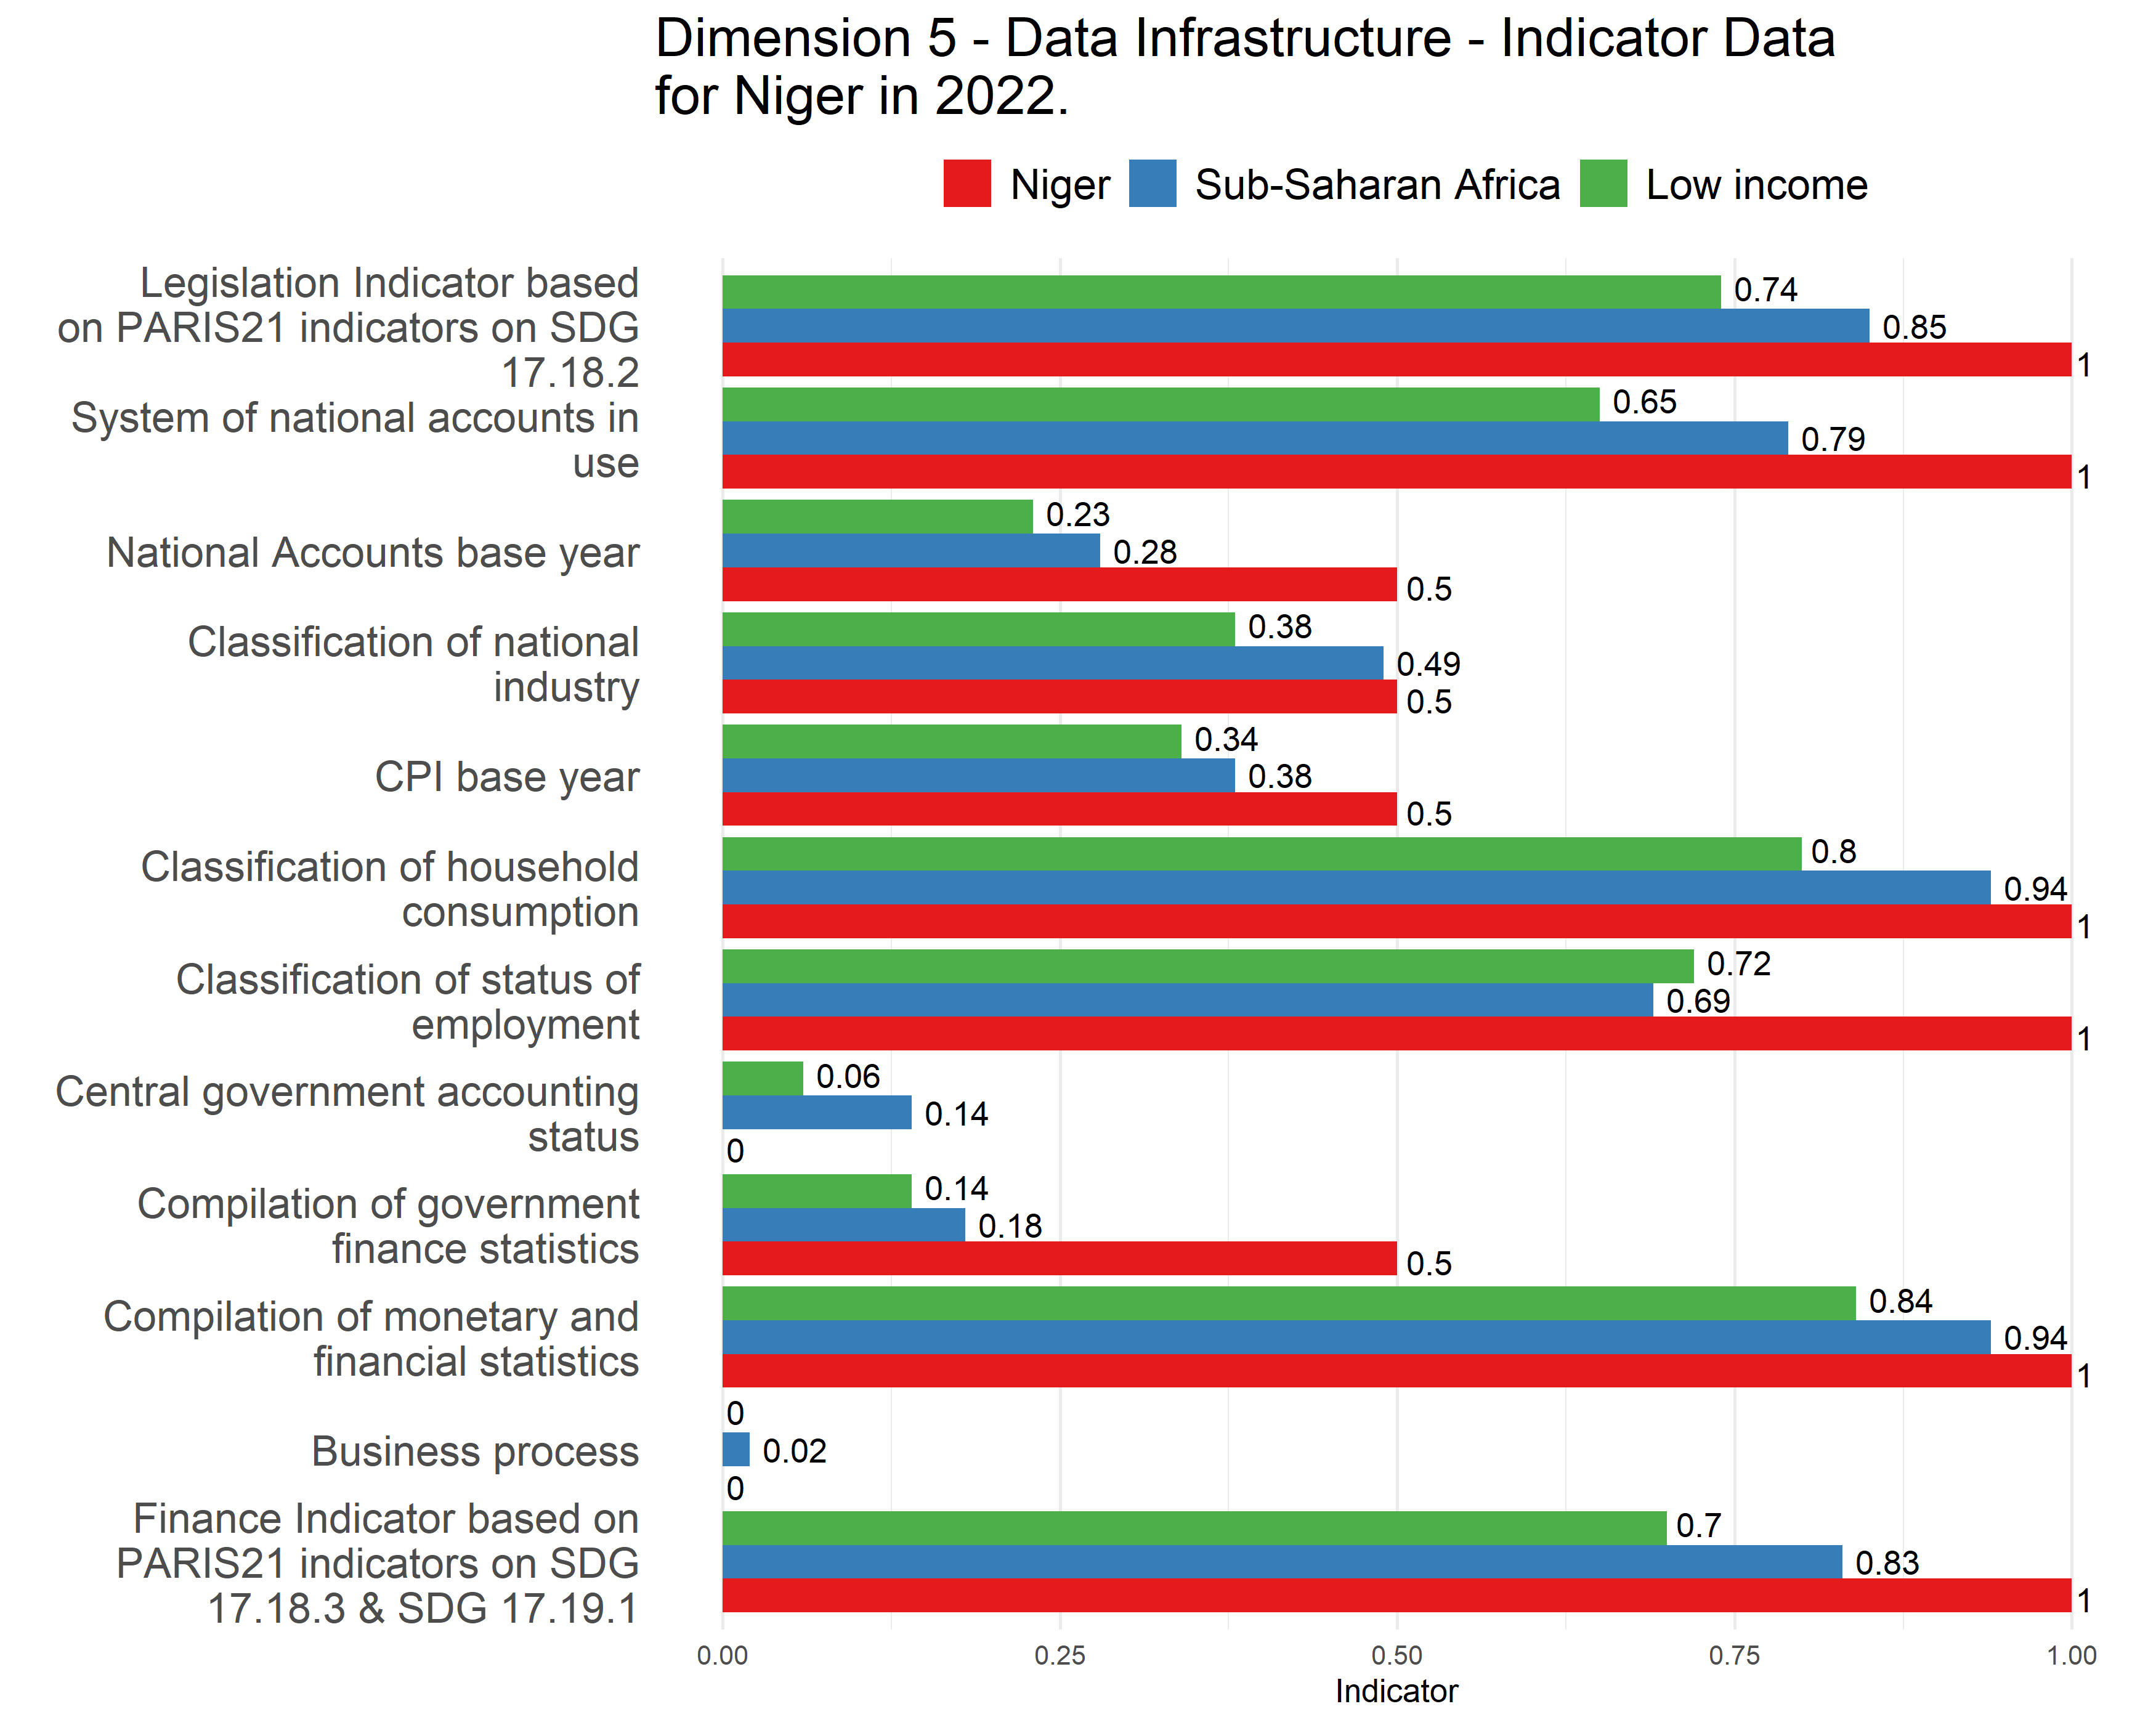 Dimension 5 - Data Infrastructure - Indicator Data
for Niger in 2022.
Niger
Sub-Saharan Africa
Low income
Legislation Indicator based
on PARIS21 indicators on SDG
17.18.2
0.74
0.85
1
System of national accounts in
use
0.65
0.79
1
National Accounts base year
0.23
0.28
0.5
Classification of national
industry
0.38
0.49
0.5
CPI base year
0.34
0.38
0.5
Classification of household
consumption
0.8
0.94
1
Classification of status of
employment
0.72
0.69
1
Central government accounting
status
0.06
0.14
0
Compilation of government
finance statistics
0.14
0.18
0.5
Compilation of monetary and
financial statistics
0.84
0.94
1
Business process
0
0.02
0
Finance Indicator based on
PARIS21 indicators on SDG
17.18.3 & SDG 17.19.1
0.7
0.83
1
0.00
0.25
0.50
0.75
1.00
Indicator